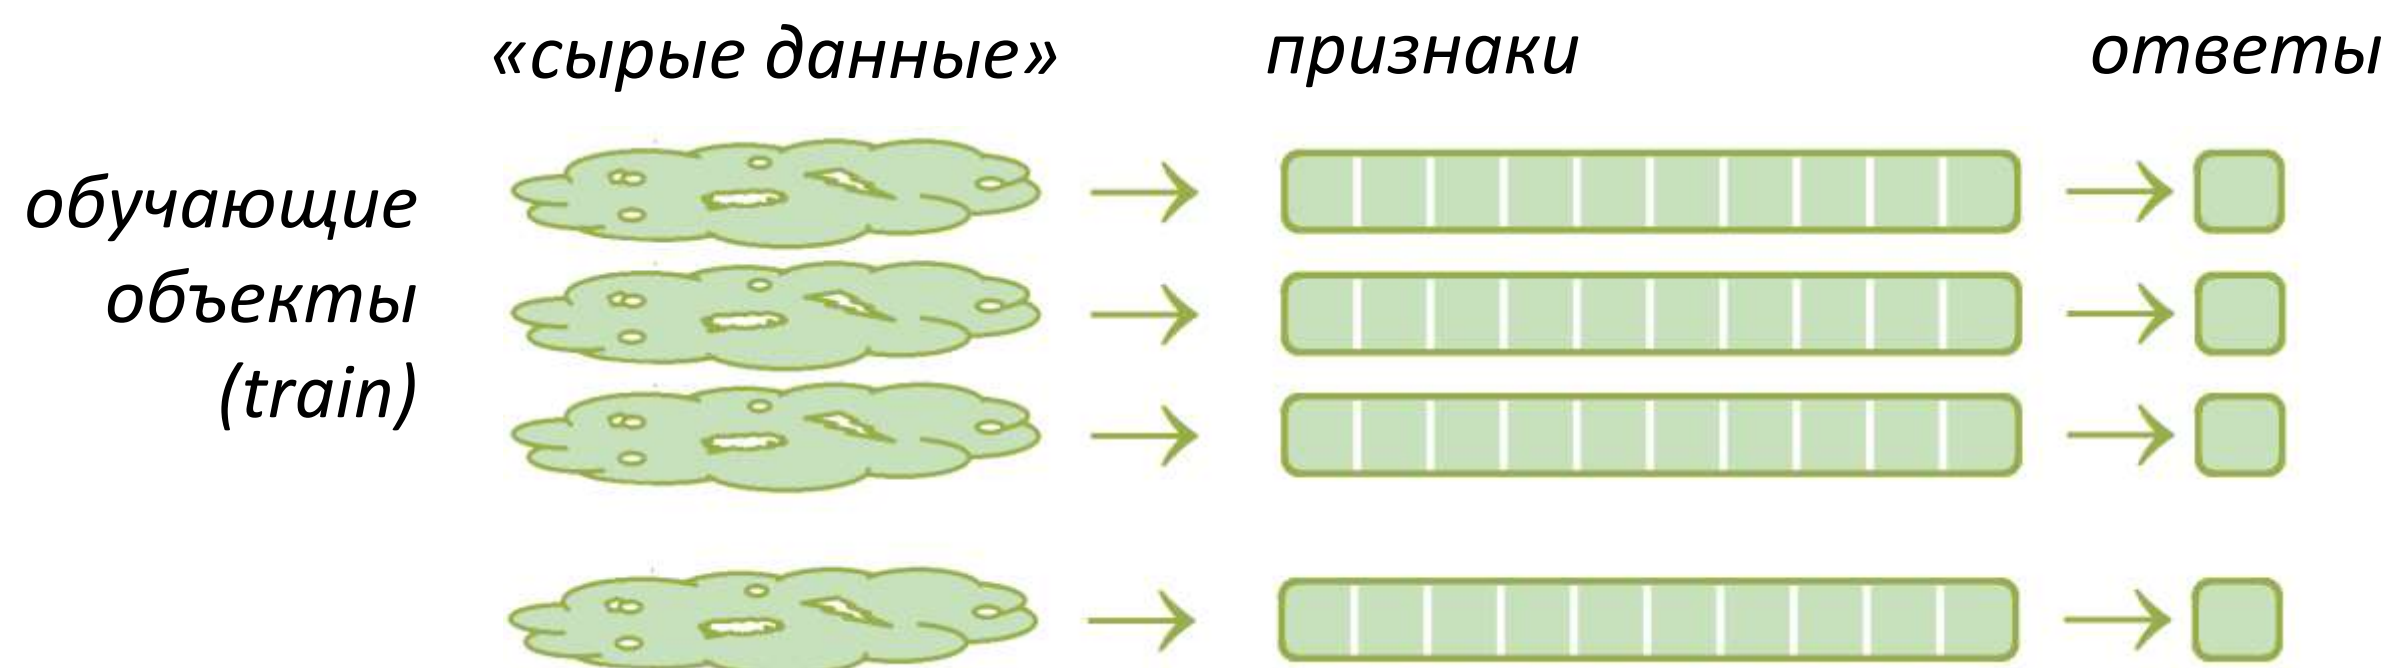 «сырые данные»
признаки
ответы
обучающие
объекты
(train)